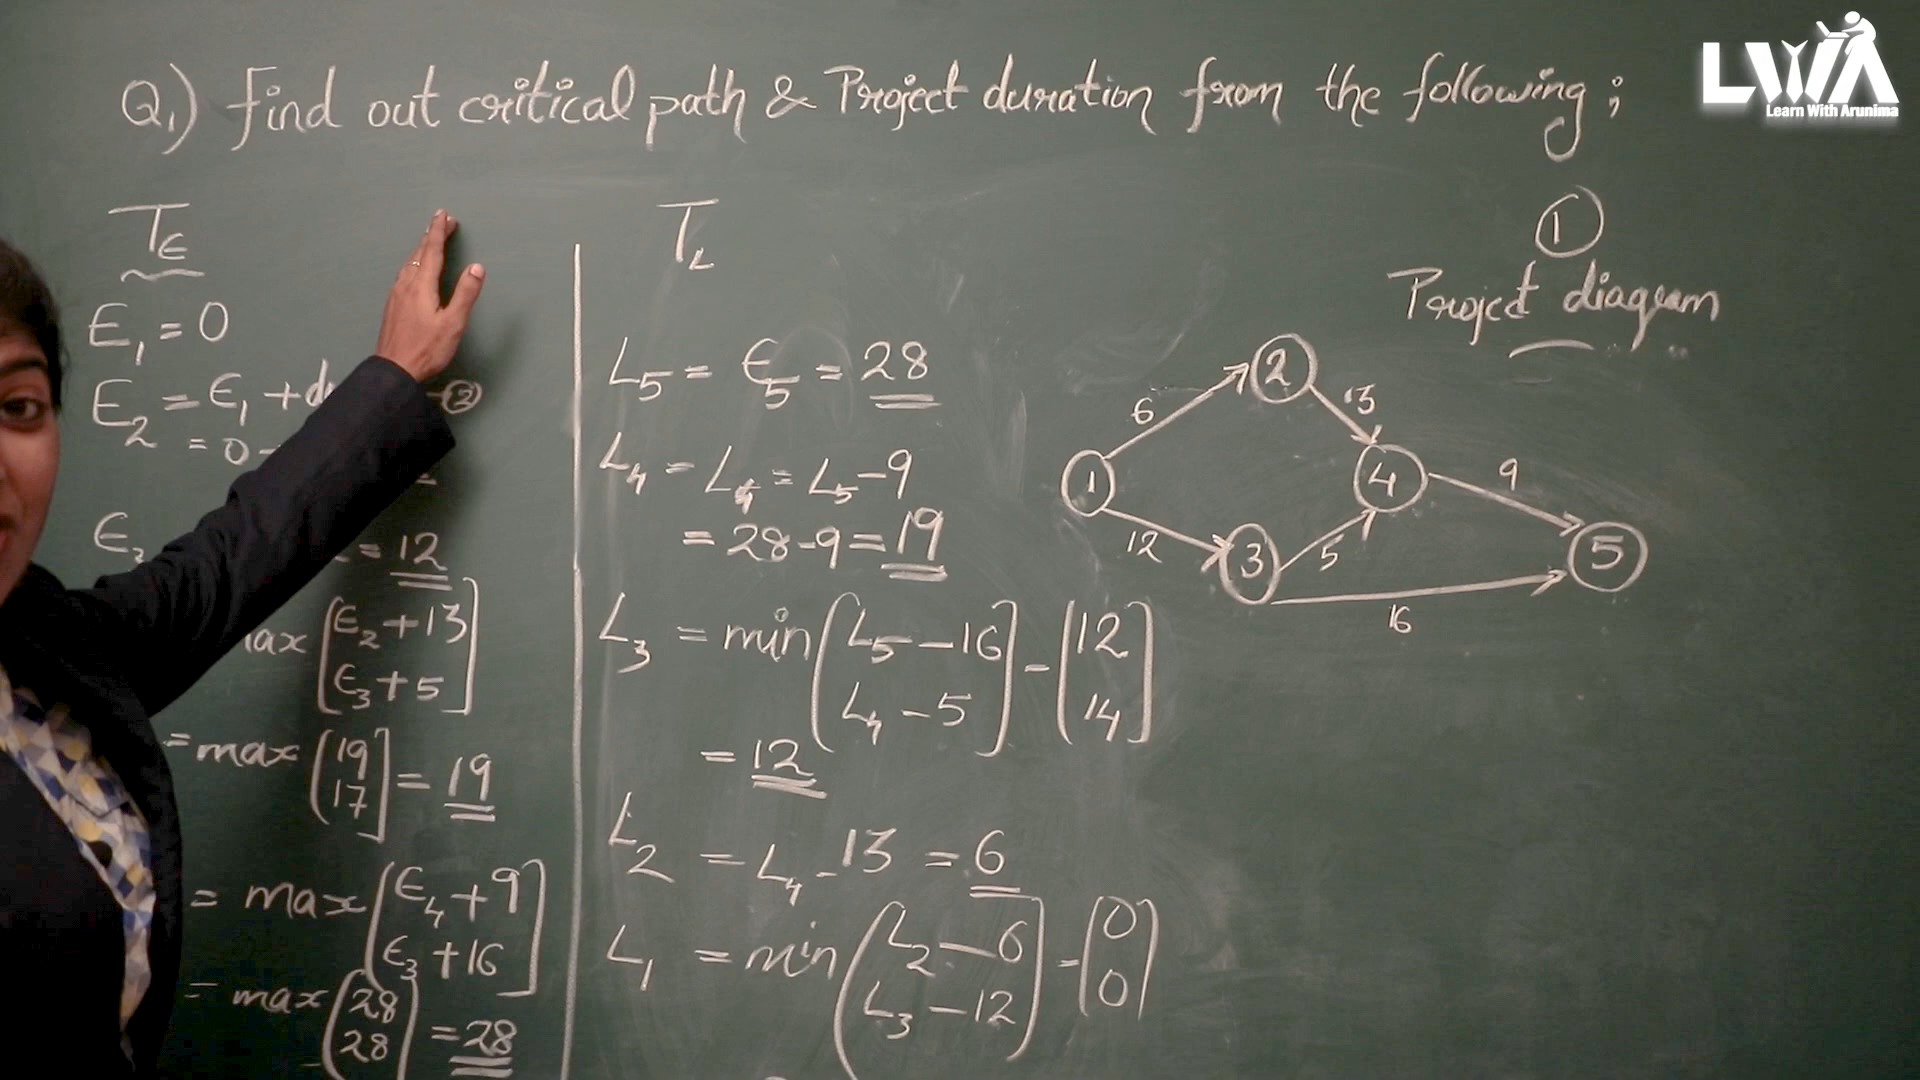 Q1) Find out critical path & Project duration from the following;
LWA
Learn With Arunima
TE
E1 = 0
E2 = E1 + d
2
= 0
= 12
max [E2 + 13
E3 + 5]
= max [19
17] = 19
= max [E4 + 9
E3 + 16]
= max (28
28) = 28
TL
L5 = E5 = 28
L4 = L4 = L5 - 9
= 28 - 9 = 19
L3 = min [L5 - 16
L4 - 5] - [12
14]
= 12
L2 = L4 - 13 = 6
L1 = min (L2 - 6
L3 - 12) - (0
0)
1
Project diagram
2
6
13
1
4
9
12
3
5
5
16